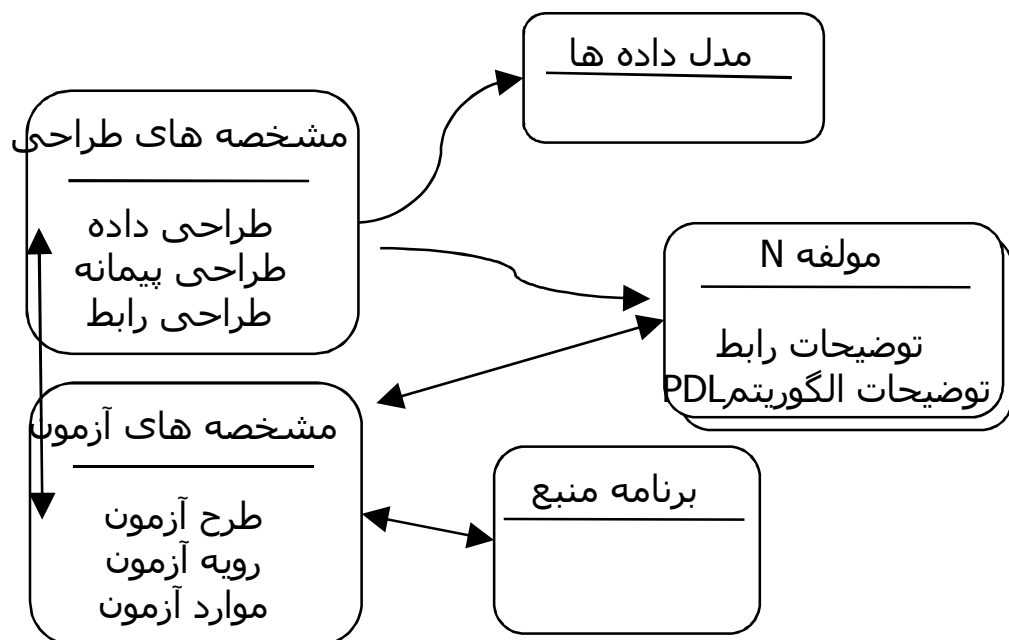 مدل داده ها
مشخصه های طراحی
طراحی داده
طراحی پیمانه
طراحی رابط
مولفه N
توضیحات رابط
توضیحات الگوریتمPDL
مشخصه های آزمون
طرح آزمون
رویه آزمون
موارد آزمون
برنامه منبع